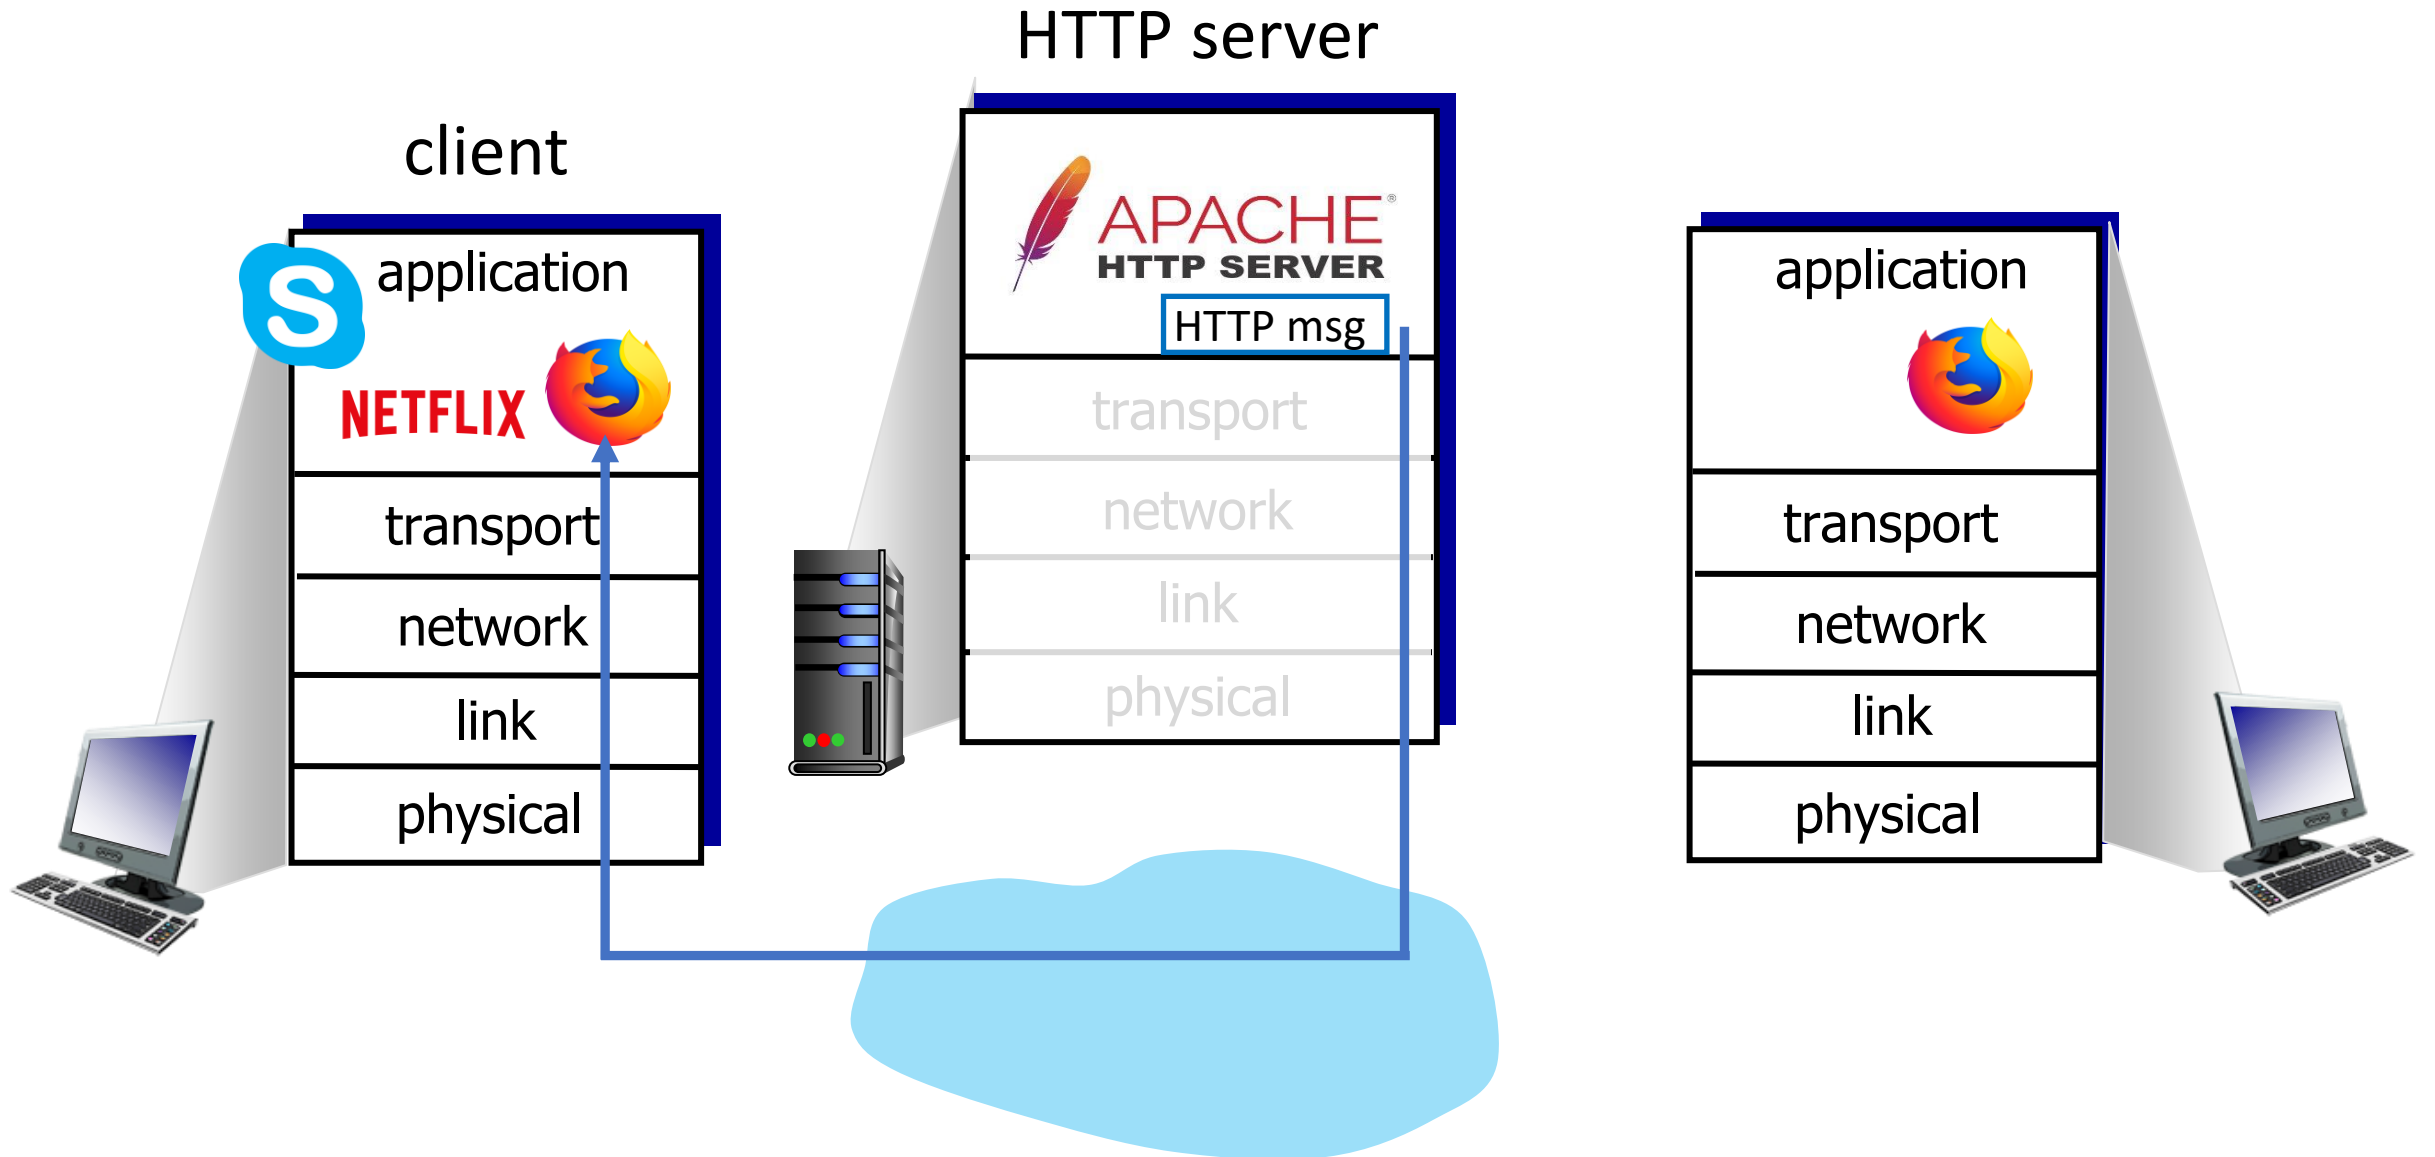 HTTP server
client
application
S
NETFLIX
transport
network
link
physical
APACHE®
HTTP SERVER
HTTP msg
transport
network
link
physical
application
transport
network
link
physical